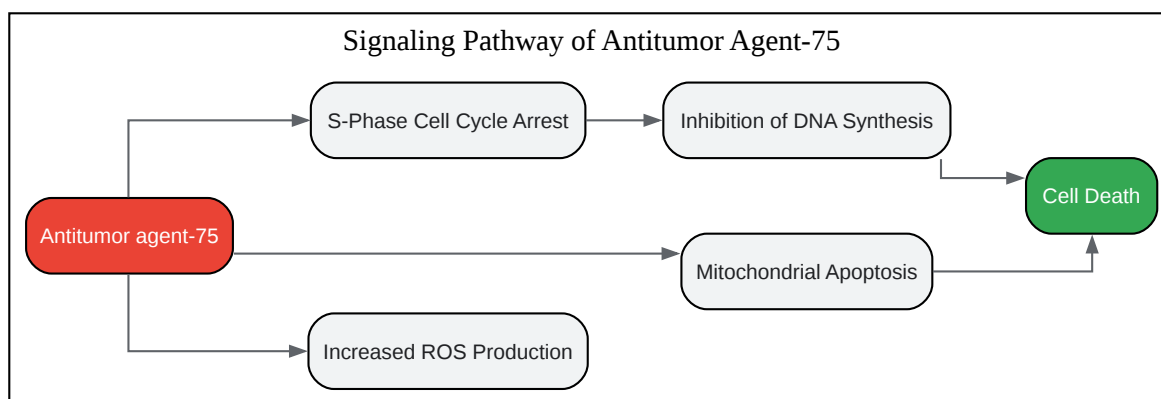 Signaling Pathway of Antitumor Agent-75
S-Phase Cell Cycle Arrest
Inhibition of DNA Synthesis
Cell Death
Antitumor agent-75
Mitochondrial Apoptosis
Increased ROS Production